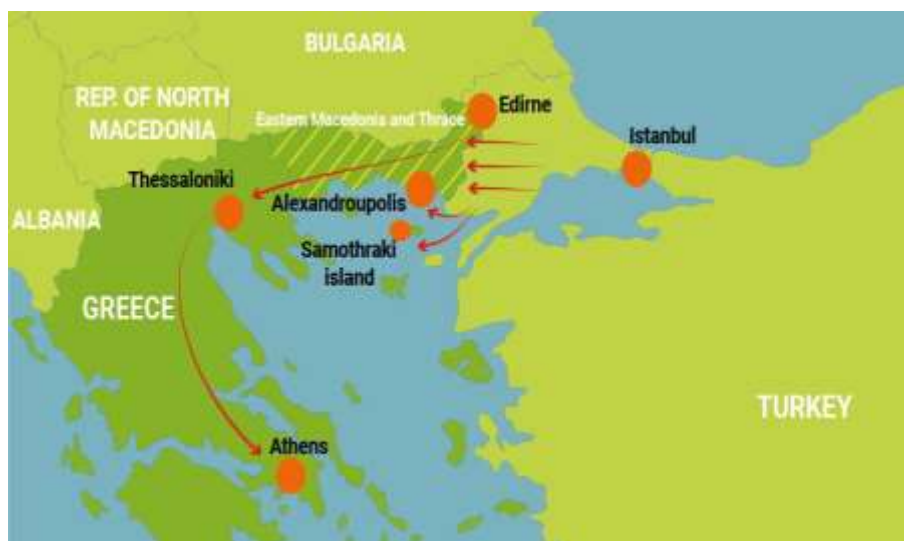 BULGARIA
REP. OF NORTH
MACEDONIA
Eastern Macedonia and Thrace
Edirne
Istanbul
Thessaloniki
Alexandroupolis
ALBANIA
Samothraki
island
GREECE
TURKEY
Athens